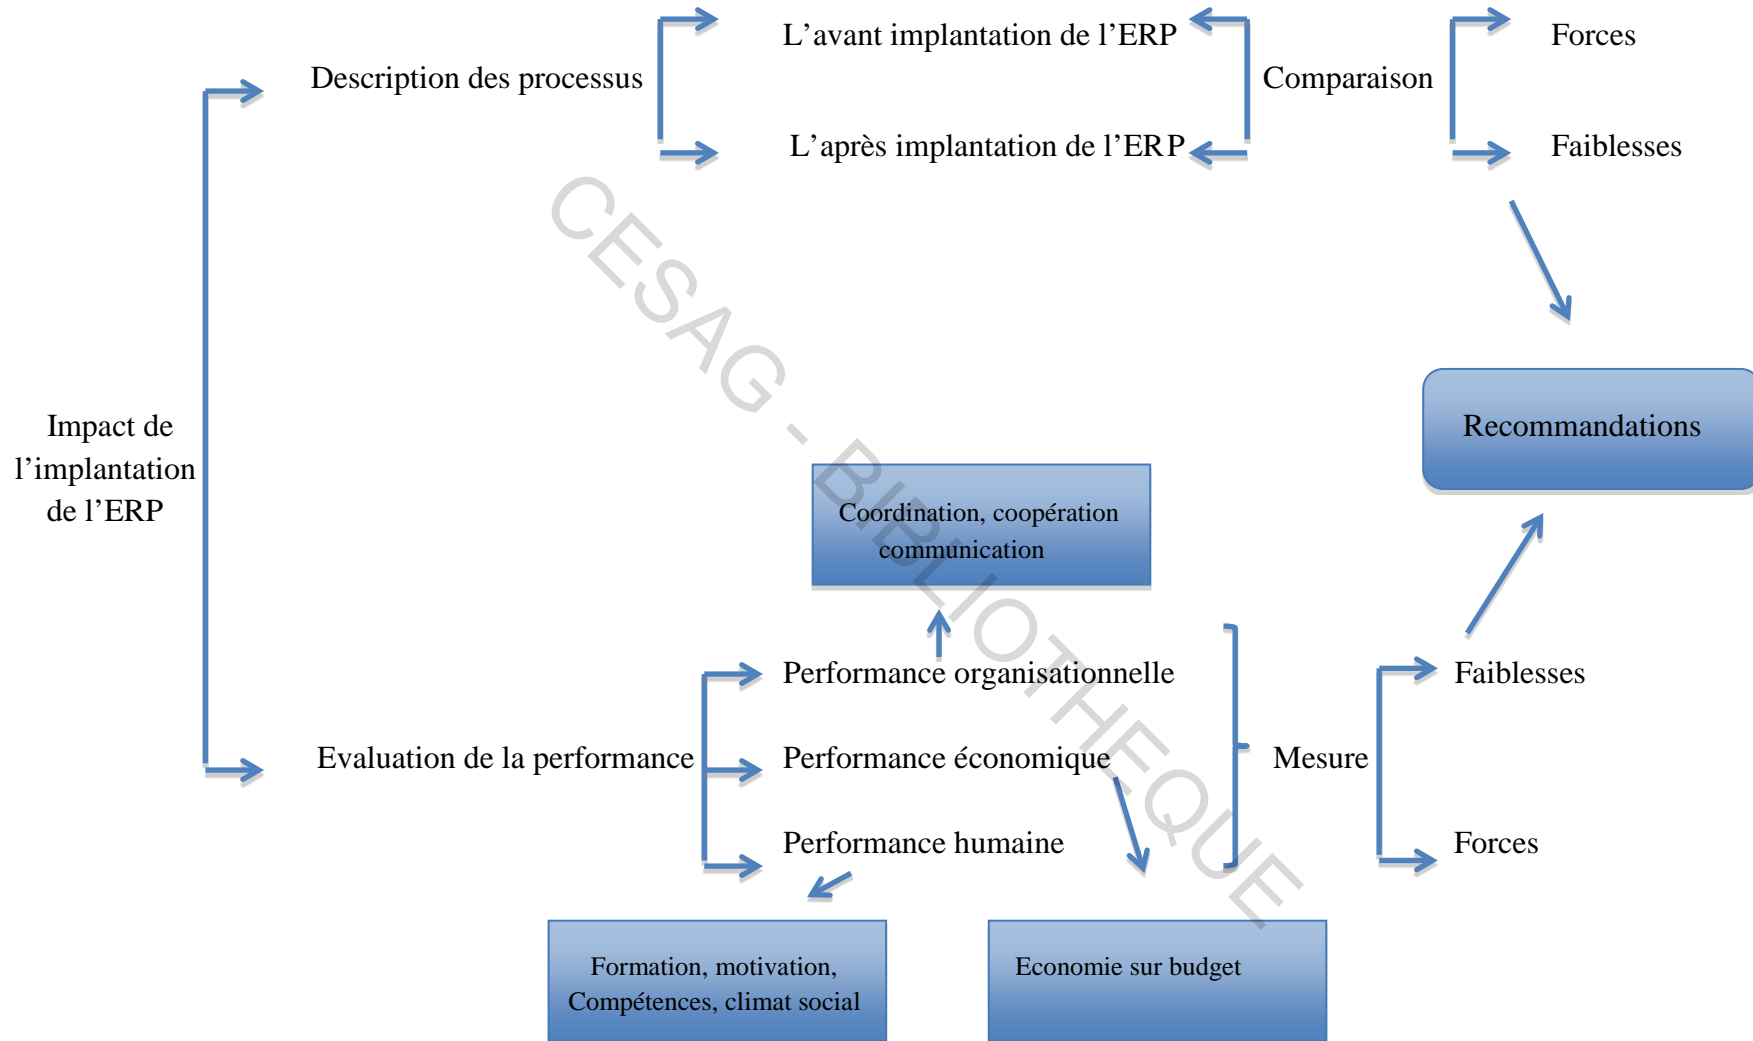 L’avant implantation de l’ERP
Forces
Description des processus
Comparaison
L’après implantation de l’ERP
Faiblesses
CESAG - BIBLIOTHEQUE
Impact de
l’implantation
de l’ERP
Recommandations
Coordination, coopération
communication
Performance organisationnelle
Faiblesses
Evaluation de la performance
Performance économique
Mesure
Performance humaine
Forces
Formation, motivation,
Compétences, climat social
Economie sur budget